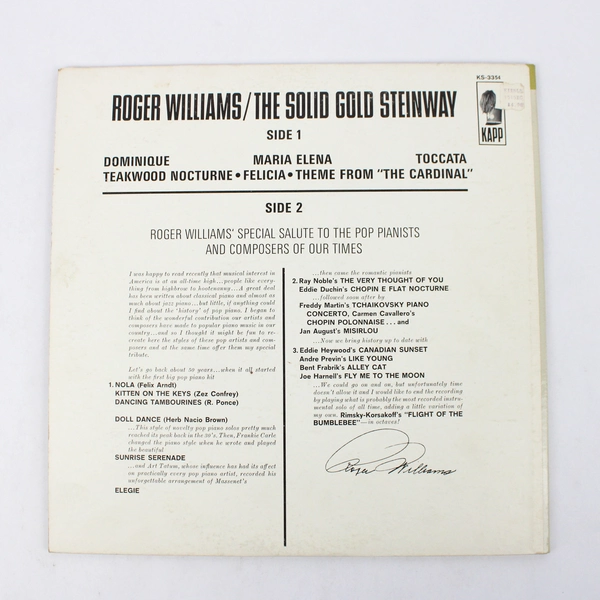 KS-3354
ROGER WILLIAMS/THE SOLID GOLD STEINWAY
KAPP
SIDE 1
DOMINIQUE MARIA ELENA TOCCATA
TEAKWOOD NOCTURNE • FELICIA • THEME FROM "THE CARDINAL"
SIDE 2
ROGER WILLIAMS' SPECIAL SALUTE TO THE POP PIANISTS
AND COMPOSERS OF OUR TIMES
I was happy to read recently that musical interest in
America is at an all-time high...people like every-
thing from highbrow to hootenanny...A great deal
has been written about classical piano and almost as
much about jazz piano...but little, if anything could
I find about the 'history' of pop piano. I began to
think of the wonderful contribution our artists and
composers have made to popular piano music in our
country...and so I thought it might be fun to re-
create here the styles of these pop artists and com-
posers and at the same time offer them my special
tribute.
Let's go back about 50 years...when it all started
with the first big pop piano hit
1. NOLA (Felix Arndt)
KITTEN ON THE KEYS (Zez Confrey)
DANCING TAMBOURINES (R. Ponce)
DOLL DANCE (Herb Nacio Brown)
...This style of novelty pop piano solos pretty much
reached its peak back in the 30's. Then, Frankie Carle
changed the piano style when he wrote and played
the beautiful
SUNRISE SERENADE
...and Art Tatum, whose influence has had its effect
on practically every pop piano artist, recorded his
unforgettable arrangement of Massenet's
ELEGIE
...then came the romantic pianists
2. Ray Noble's THE VERY THOUGHT OF YOU
Eddie Duchin's CHOPIN E FLAT NOCTURNE
...followed soon after by
Freddy Martin's TCHAIKOVSKY PIANO
CONCERTO, Carmen Cavallero's
CHOPIN POLONNAISE . . . and
Jan August's MISIRLOU
...Now we bring history up to date with
3. Eddie Heywood's CANADIAN SUNSET
Andre Previn's LIKE YOUNG
Bent Frabrik's ALLEY CAT
Joe Harnell's FLY ME TO THE MOON
...We could go on and on, but unfortunately time
doesn't allow it and I would like to end the recording
by playing what is probably the most recorded instru-
mental solo of all time, adding a little variation of
my own. Rimsky-Korsakoff's "FLIGHT OF THE
BUMBLEBEE"—in octaves!
Roger Williams